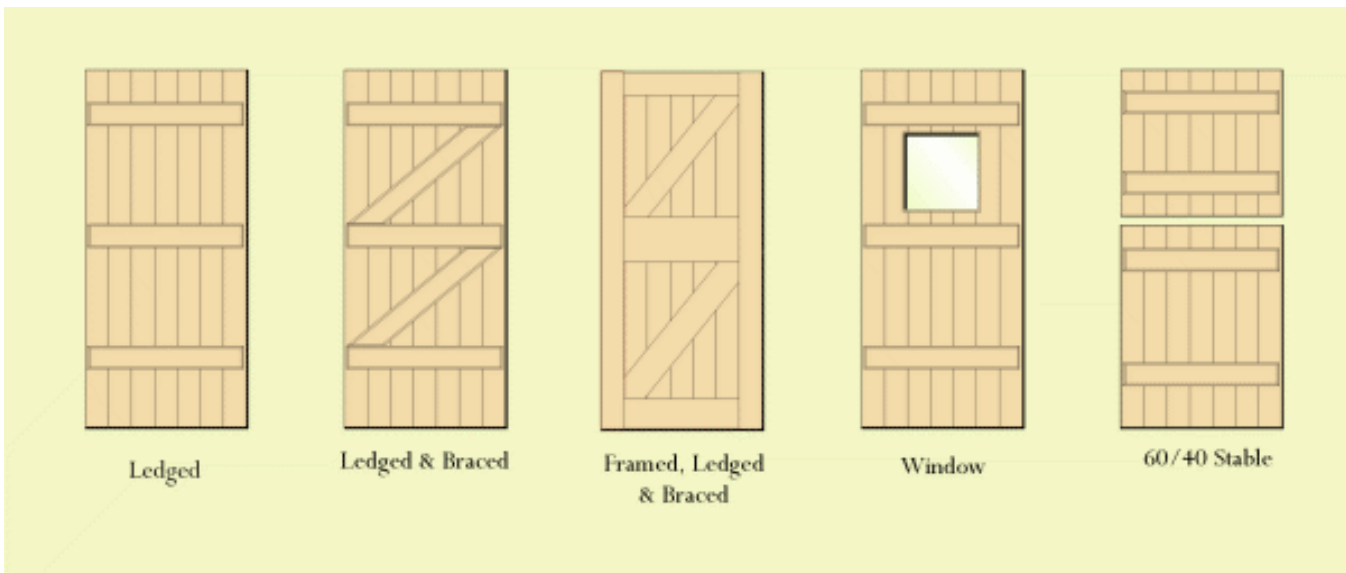 Ledged
Ledged & Braced
Framed, Ledged
& Braced
Window
60/40 Stable